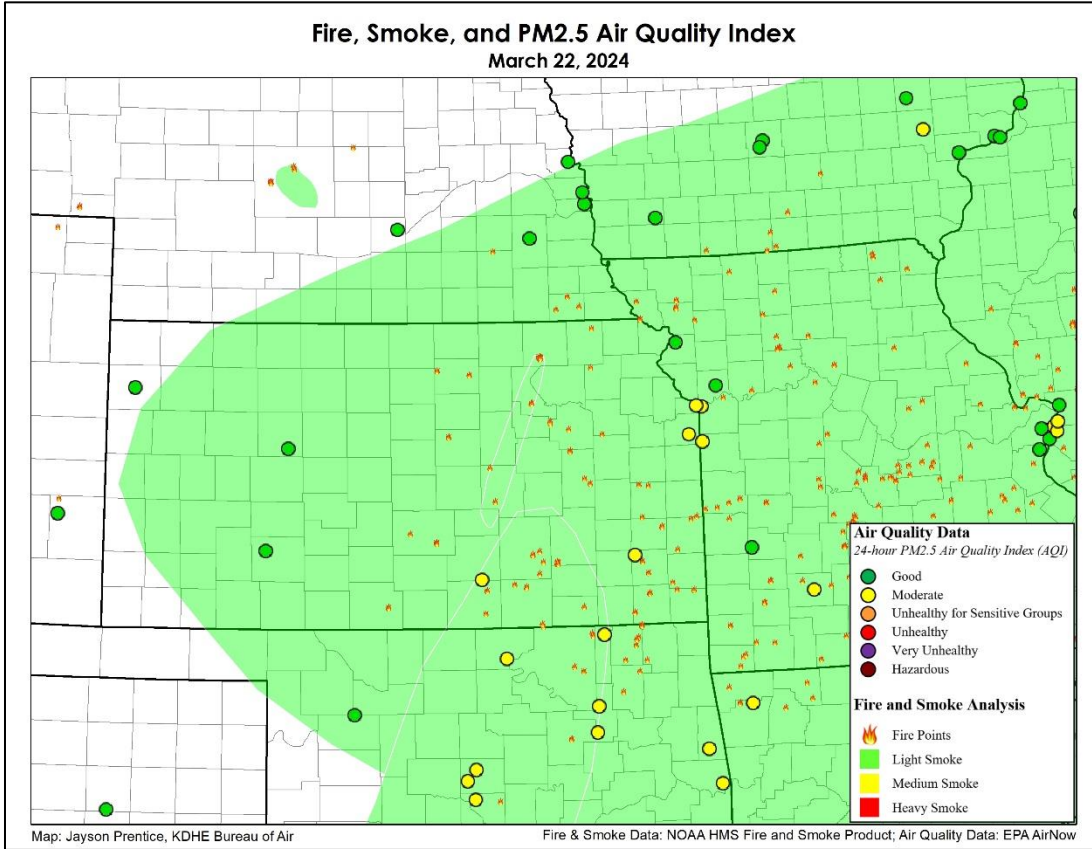 Fire, Smoke, and PM2.5 Air Quality Index
March 22, 2024
Air Quality Data
24-hour PM2.5 Air Quality Index (AQI)
Good
Moderate
Unhealthy for Sensitive Groups
Unhealthy
Very Unhealthy
Hazardous
Fire and Smoke Analysis
Fire Points
Light Smoke
Medium Smoke
Heavy Smoke
Map: Jayson Prentice, KDHE Bureau of Air
Fire & Smoke Data: NOAA HMS Fire and Smoke Product; Air Quality Data: EPA AirNow